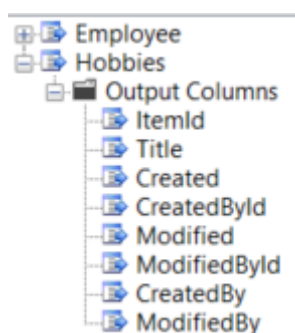 Employee
Hobbies
Output Columns
ItemId
Title
Created
CreatedById
Modified
ModifiedById
CreatedBy
ModifiedBy